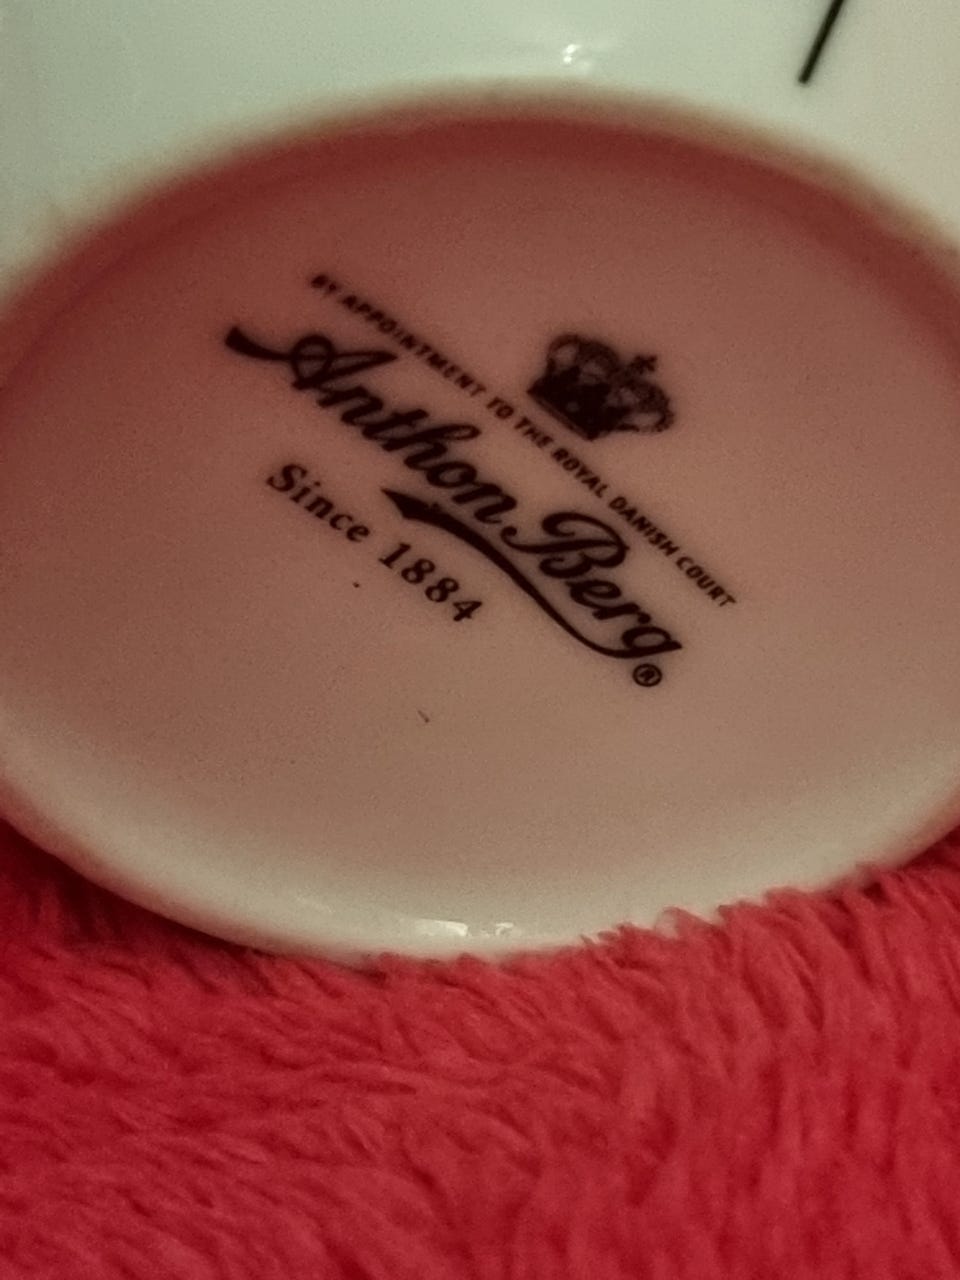 BY APPOINTMENT TO THE ROYAL DANISH COURT
Anthon Berg®
Since 1884